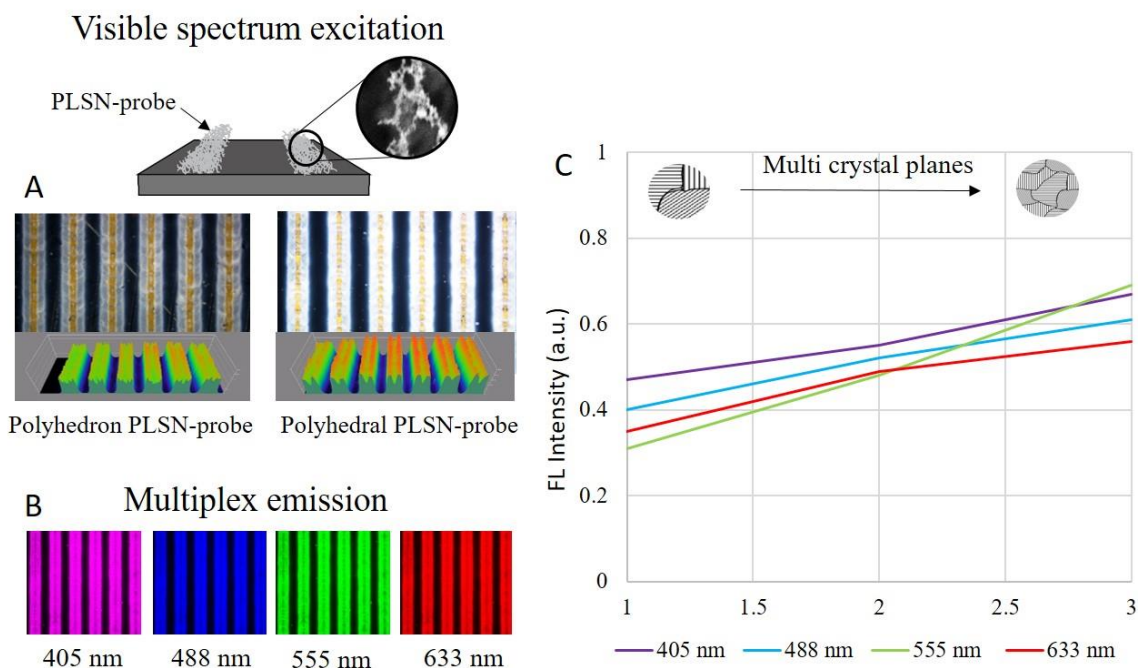 Visible spectrum excitation
PLSN-probe
A
Polyhedron PLSN-probe
Polyhedral PLSN-probe
B
Multiplex emission
405 nm
488 nm
555 nm
633 nm
C
Multi crystal planes
FL Intensity (a.u.)
1
0.8
0.6
0.4
0.2
0
1
1.5
2
2.5
3
405 nm
488 nm
555 nm
633 nm